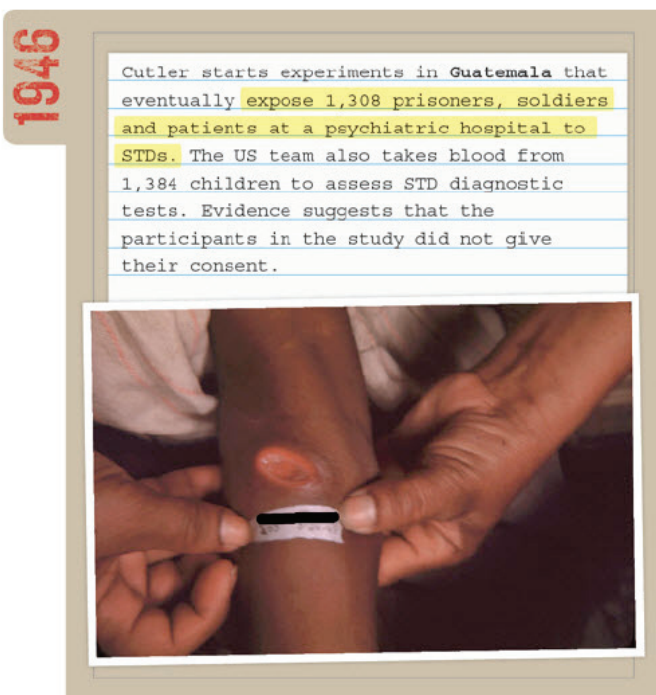 1946
Cutler starts experiments in Guatemala that
eventually expose 1,308 prisoners, soldiers
and patients at a psychiatric hospital to
STDs. The US team also takes blood from
1,384 children to assess STD diagnostic
tests. Evidence suggests that the
participants in the study did not give
their consent.